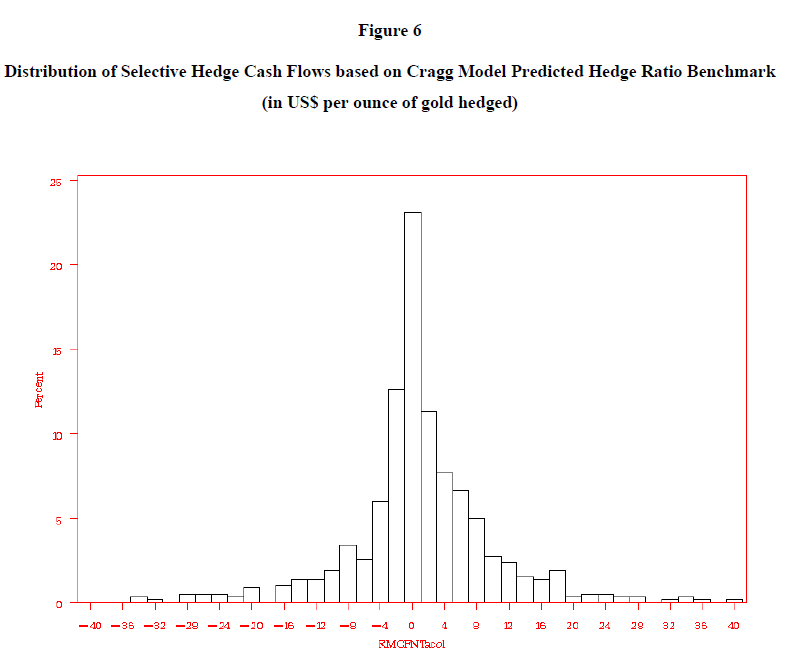 Figure 6
Distribution of Selective Hedge Cash Flows based on Cragg Model Predicted Hedge Ratio Benchmark
(in US$ per ounce of gold hedged)
25
20
15
Percent
10
5
0
−40 −36 −32 −28 −24 −20 −16 −12 −8 −4 0 4 8 12 16 20 24 28 32 36 40
RMCFNTacol